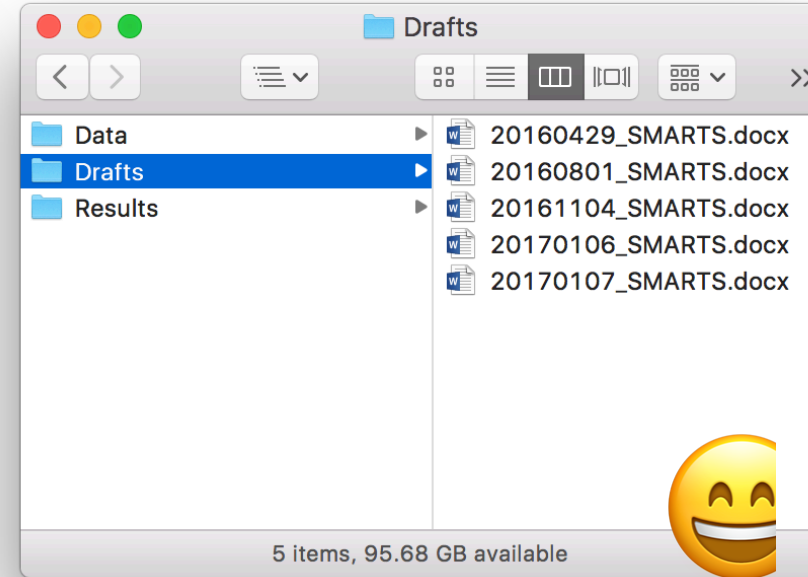 Drafts
Data
Drafts
Results
20160429_SMARTS.docx
20160801_SMARTS.docx
20161104_SMARTS.docx
20170106_SMARTS.docx
20170107_SMARTS.docx
5 items, 95.68 GB available